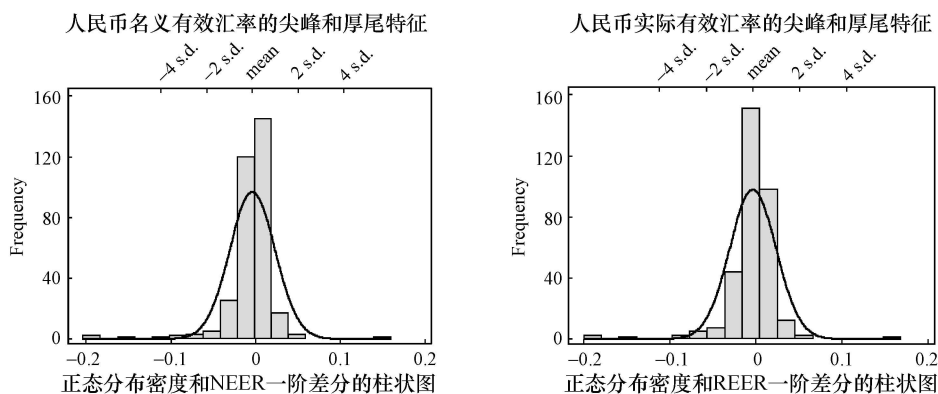 人民币名义有效汇率的尖峰和厚尾特征
−4 s.d.
−2 s.d.
mean
2 s.d.
4 s.d.
160
120
80
40
0
Frequency
−0.2
−0.1
0
0.1
0.2
正态分布密度和NEER一阶差分的柱状图
人民币实际有效汇率的尖峰和厚尾特征
−4 s.d.
−2 s.d.
mean
2 s.d.
4 s.d.
160
120
80
40
0
Frequency
−0.2
−0.1
0
0.1
0.2
正态分布密度和REER一阶差分的柱状图